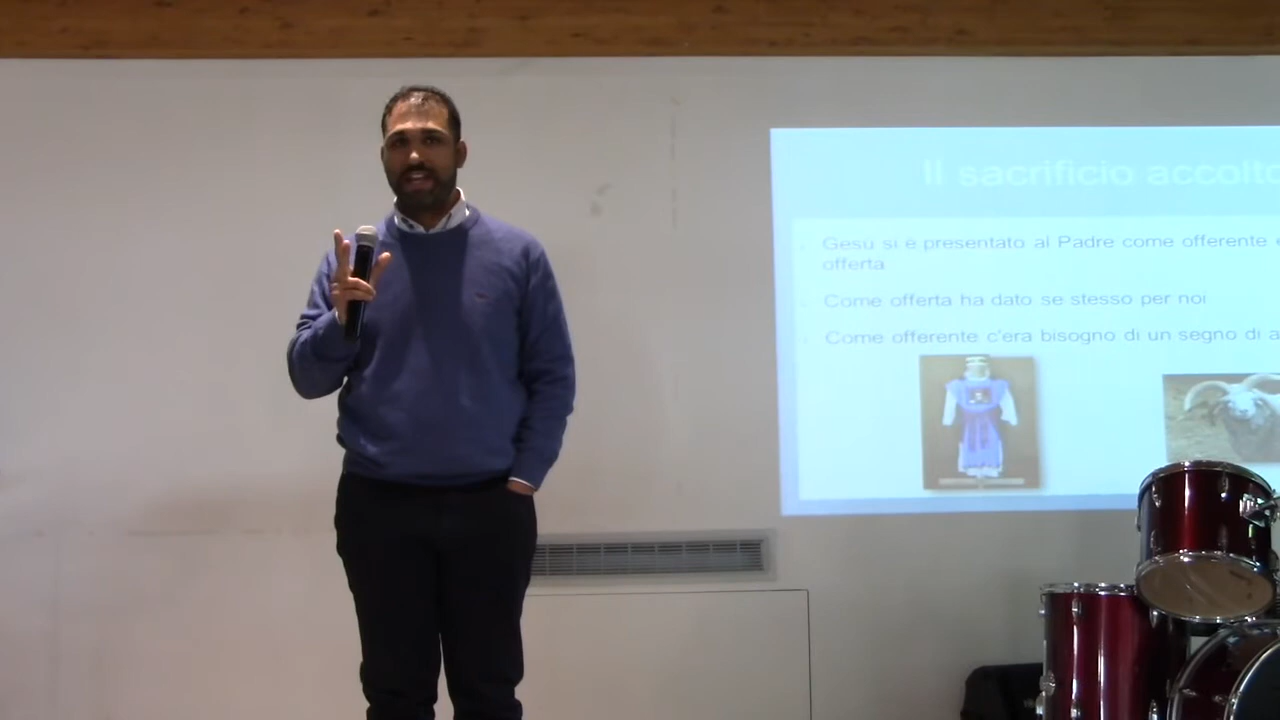 Il sacrificio accolto
Gesù si è presentato al Padre come offerente e
offerta
Come offerta ha dato se stesso per noi
Come offerente c'era bisogno di un segno di a